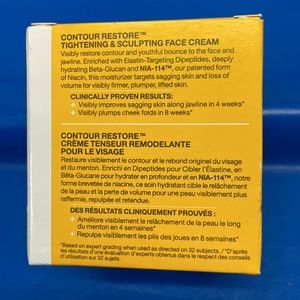 CONTOUR RESTORE™
TIGHTENING & SCULPTING FACE CREAM
Visibly restore contour and youthful bounce to the face and
jawline. Enriched with Elastin-Targeting Dipeptides, deeply
hydrating Beta-Glucan and NIA-114™, our patented form
of Niacin, this moisturizer targets sagging skin and loss of
volume for visibly firmer, plumper, lifted skin.
CLINICALLY PROVEN RESULTS:
+ Visibly improves sagging skin along jawline in 4 weeks*
+ Visibly plumps cheek folds in 8 weeks*
CONTOUR RESTORE™
CRÈME TENSEUR REMODELANTE
POUR LE VISAGE
Restaure visiblement le contour et le rebond originel du visage
et du menton. Enrichi en Dipeptides pour Cibler l'Élastine, en
Bêta-Glucane pour hydrater en profondeur et en NIA-114™, notre
forme brevetée de niacine, ce soin hydratant cible le relâchement
de la peau et la perte de volume pour une peau visiblement plus
raffermie, repulpée et retendue.
DES RÉSULTATS CLINIQUEMENT PROUVÉS :
+ Améliore visiblement le relâchement de la peau le long
du menton en 4 semaines*
+ Repulpe visiblement les plis des joues en 8 semaines*
*Based on expert grading when used as directed on 32 subjects. / *D'après
les résultats d'une évaluation d'experts obtenus dans le respect des conseils
d'utilisation sur 32 sujets.